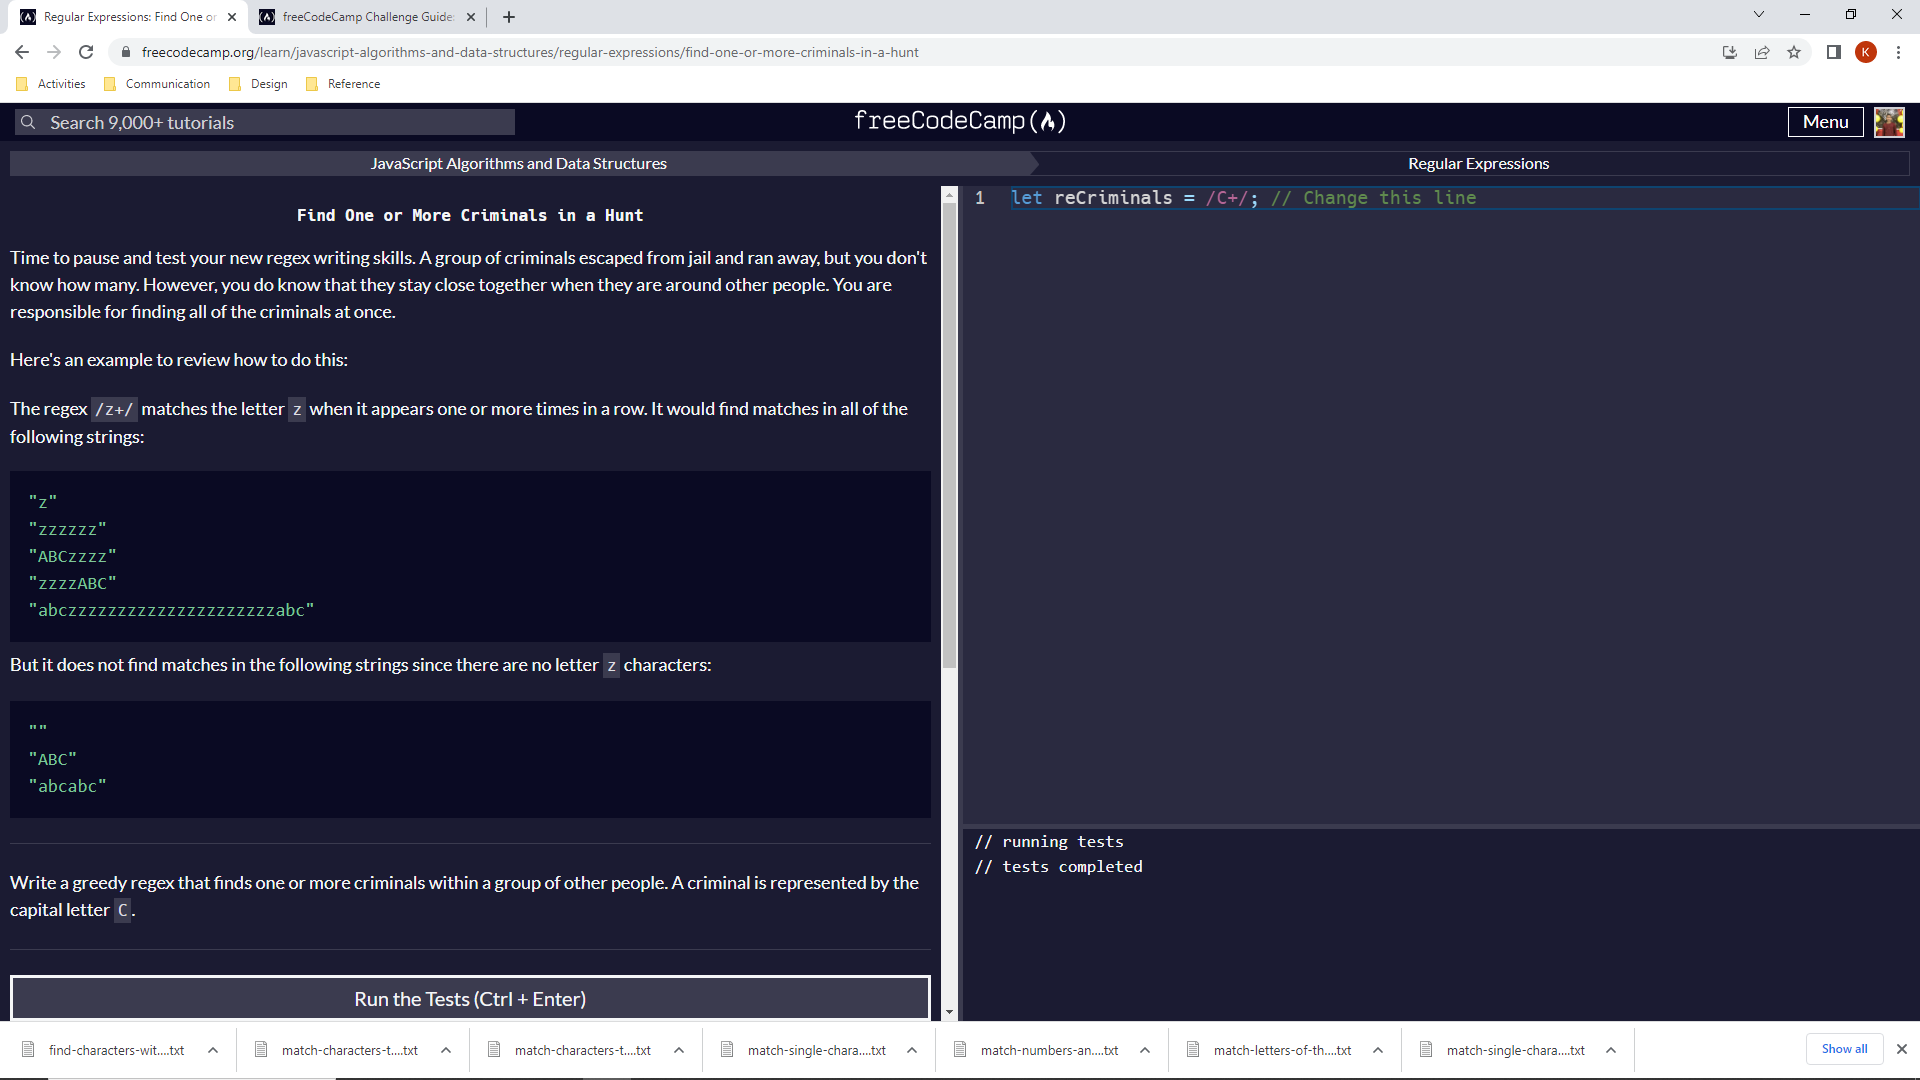 Regular Expressions: Find One or
freeCodeCamp Challenge Guide:
freecodecamp.org/learn/javascript-algorithms-and-data-structures/regular-expressions/find-one-or-more-criminals-in-a-hunt
K
Activities
Communication
Design
Reference
Search 9,000+ tutorials
freeCodeCamp
Menu
JavaScript Algorithms and Data Structures
Regular Expressions
Find One or More Criminals in a Hunt
Time to pause and test your new regex writing skills. A group of criminals escaped from jail and ran away, but you don't
know how many. However, you do know that they stay close together when they are around other people. You are
responsible for finding all of the criminals at once.
Here's an example to review how to do this:
The regex /z+/ matches the letter z when it appears one or more times in a row. It would find matches in all of the
following strings:
"z"
"zzzzzz"
"ABCzzzz"
"zzzzABC"
"abczzzzzzzzzzzzzzzzzzzzzabc"
But it does not find matches in the following strings since there are no letter z characters:
""
"ABC"
"abcabc"
Write a greedy regex that finds one or more criminals within a group of other people. A criminal is represented by the
capital letter C.
Run the Tests (Ctrl + Enter)
1 let reCriminals = /C+/; // Change this line
// running tests
// tests completed
find-characters-wit....txt
match-characters-t....txt
match-characters-t....txt
match-single-chara....txt
match-numbers-an....txt
match-letters-of-th....txt
match-single-chara....txt
Show all